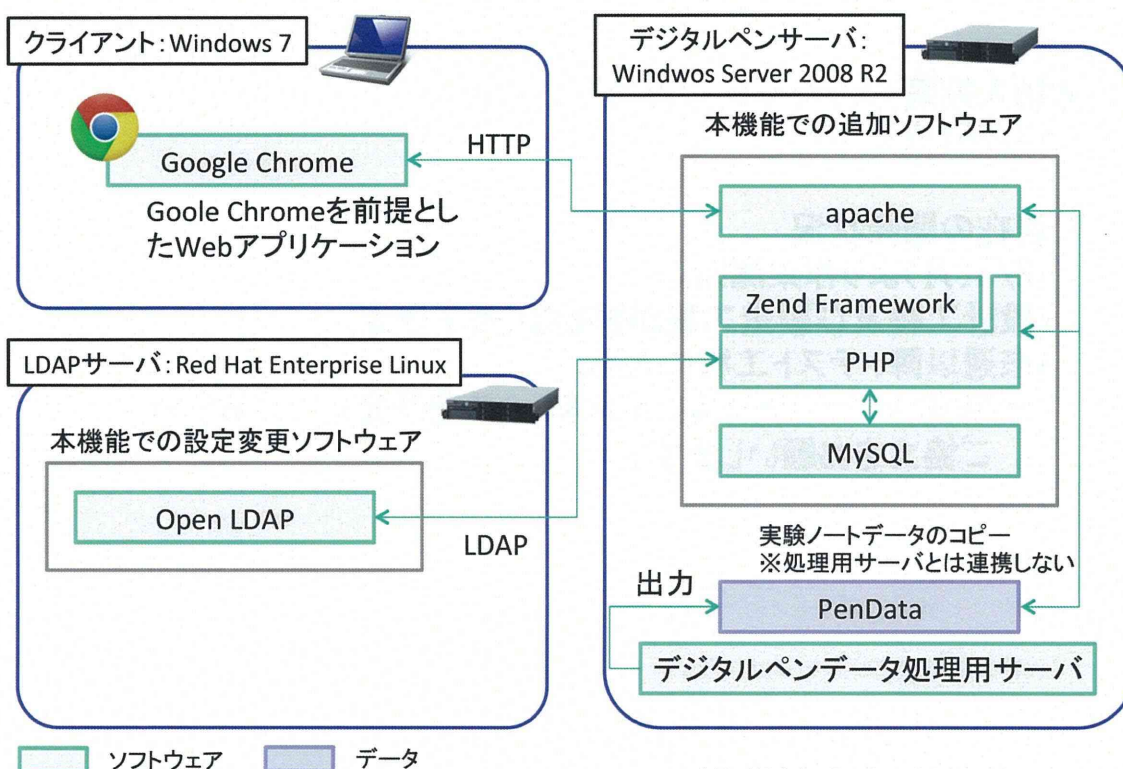 クライアント:Windows 7
Google Chrome
HTTP
Goole Chromeを前提とし
たWebアプリケーション
LDAPサーバ:Red Hat Enterprise Linux
本機能での設定変更ソフトウェア
Open LDAP
LDAP
デジタルペンサーバ:
Windwos Server 2008 R2
本機能での追加ソフトウェア
apache
Zend Framework
PHP
MySQL
実験ノートデータのコピー
※処理用サーバとは連携しない
出力
PenData
デジタルペンデータ処理用サーバ
ソフトウェア
データ